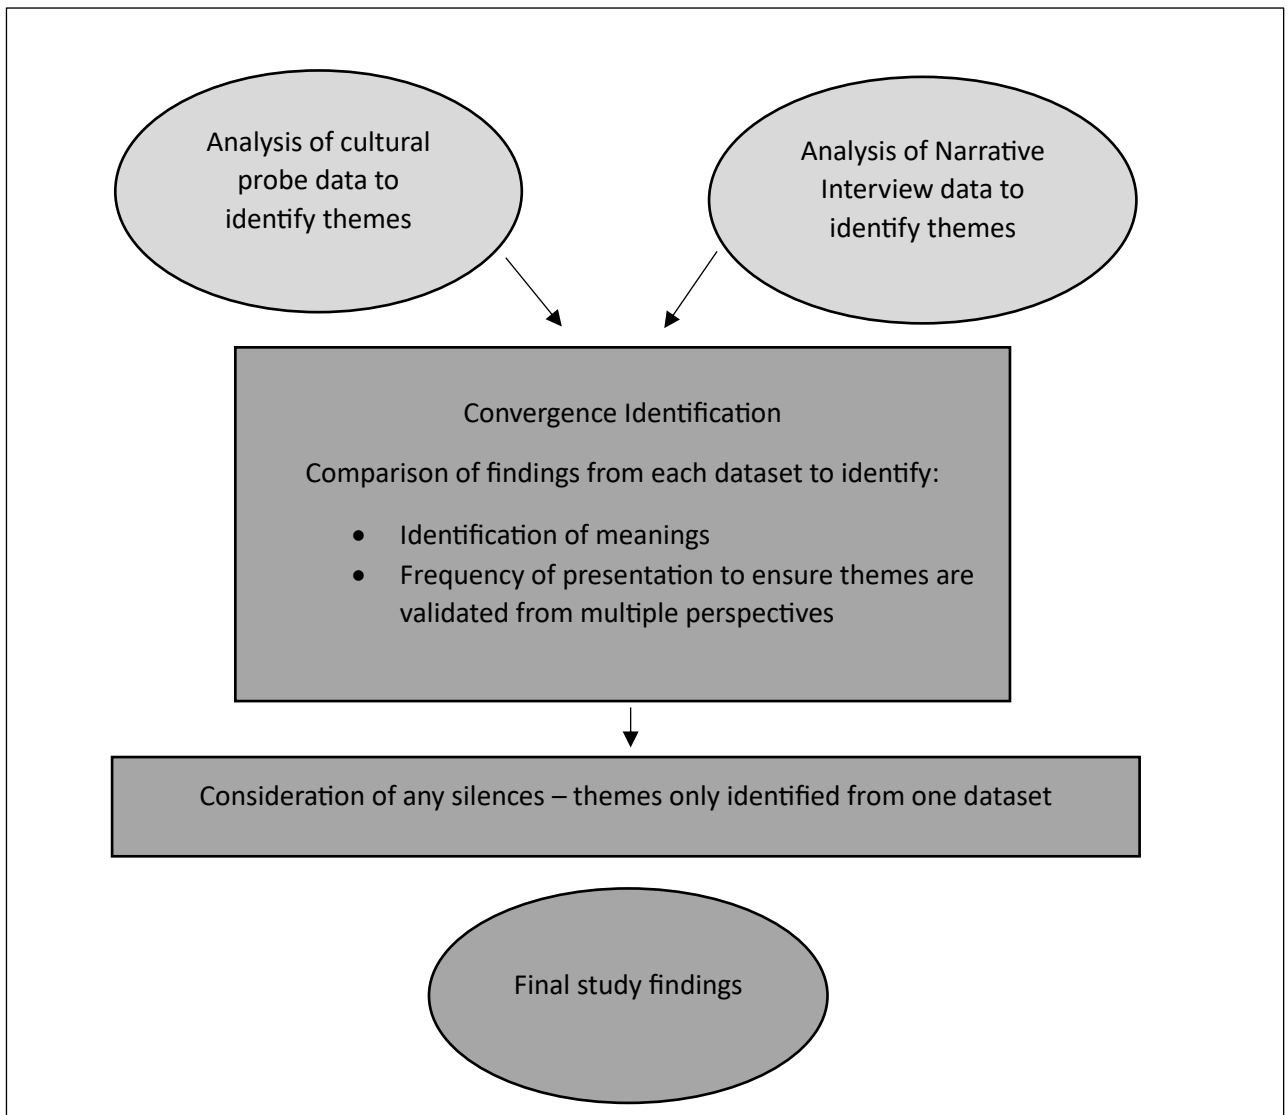 Analysis of cultural
probe data to
identify themes
Analysis of Narrative
Interview data to
identify themes
Convergence Identification
Comparison of findings from each dataset to identify:
• Identification of meanings
• Frequency of presentation to ensure themes are
validated from multiple perspectives
Consideration of any silences – themes only identified from one dataset
Final study findings